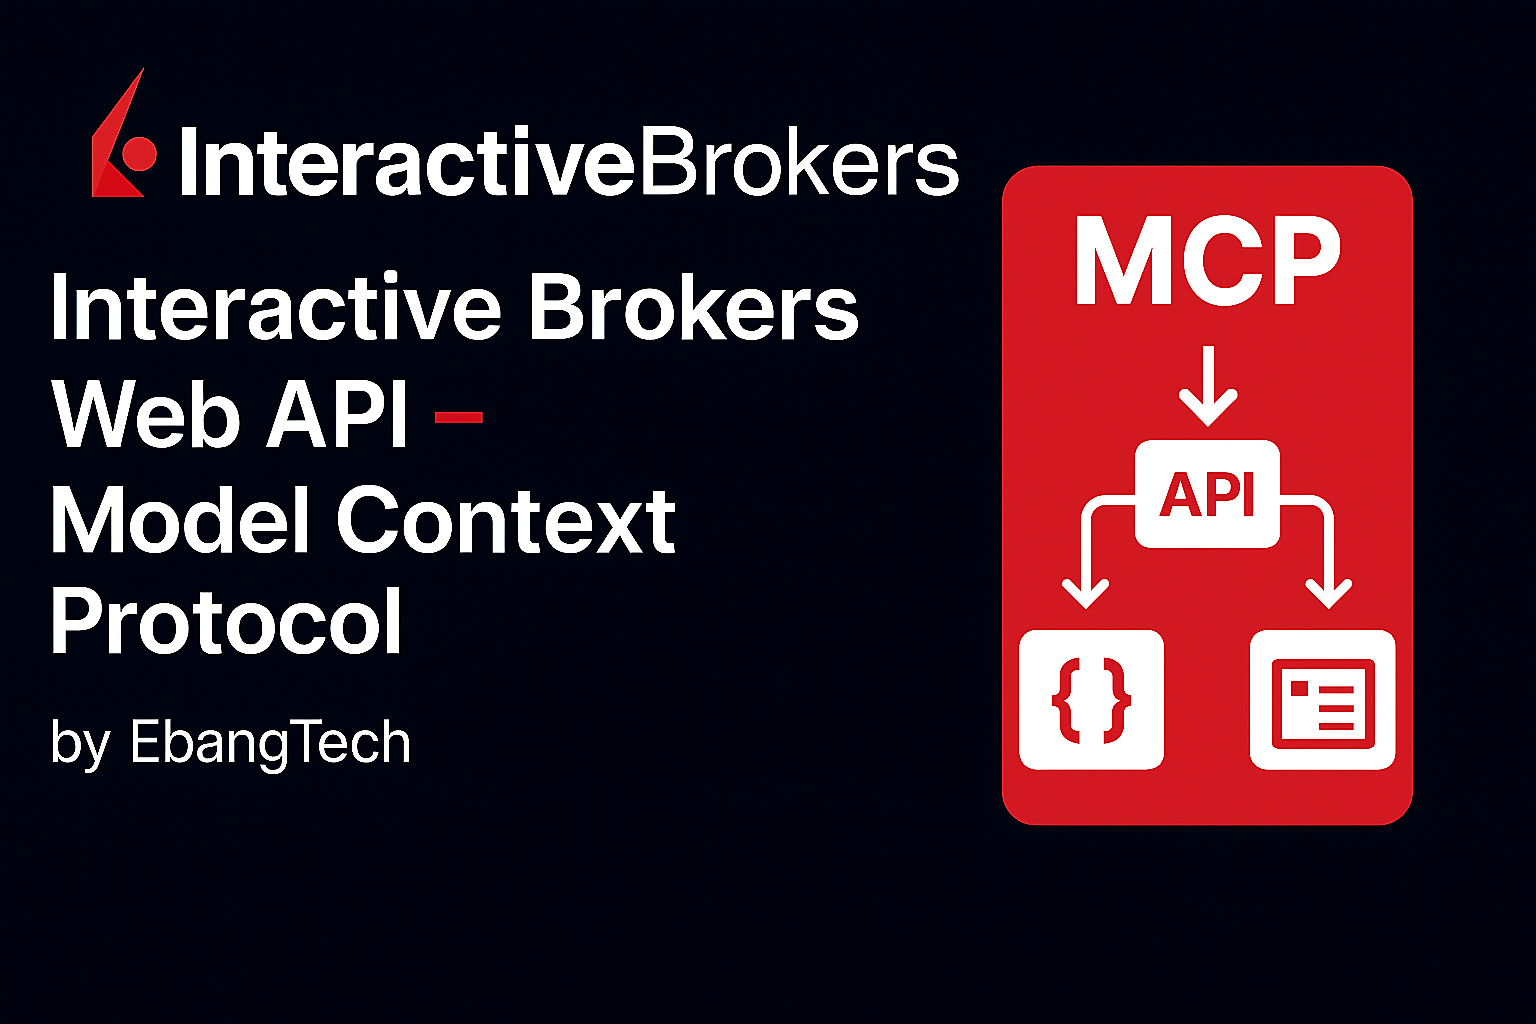 InteractiveBrokers
Interactive Brokers
Web API –
Model Context
Protocol
by EbangTech
MCP
API
{ }